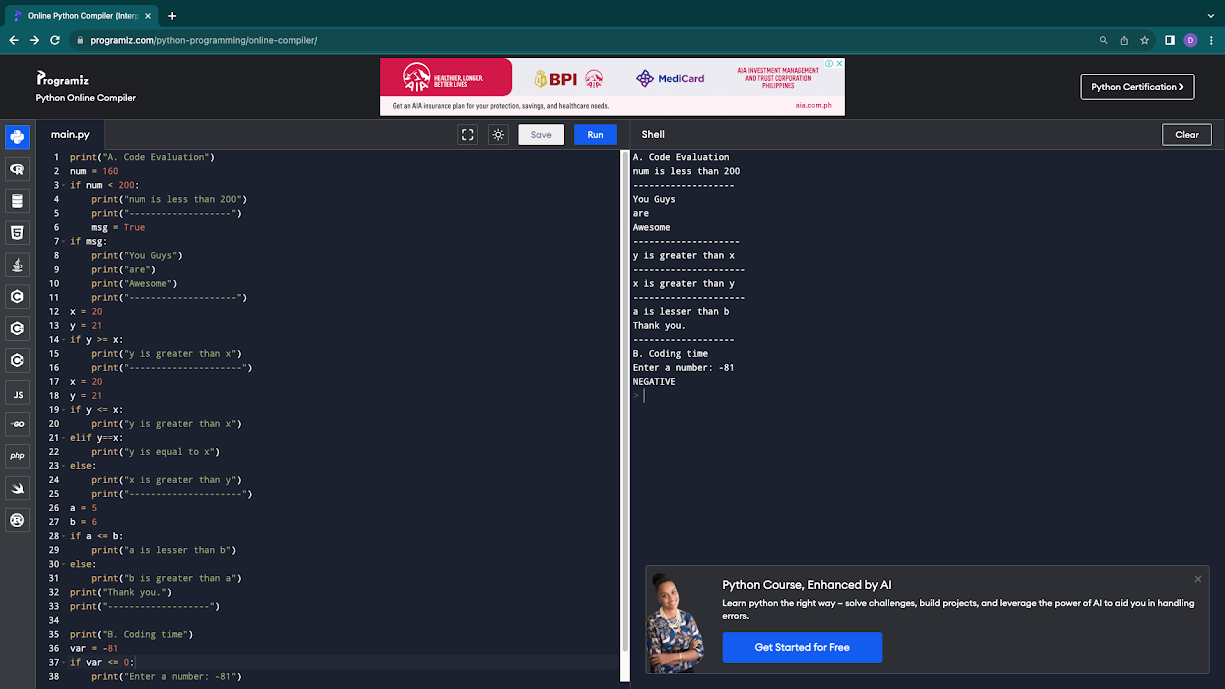 Online Python Compiler (Interp
programiz.com/python-programming/online-compiler/
D
Programiz
Python Online Compiler
AIA
HEALTHIER, LONGER,
BETTER LIVES
BPI
AIA
MediCard
AIA INVESTMENT MANAGEMENT
AND TRUST CORPORATION
PHILIPPINES
Get an AIA insurance plan for your protection, savings, and healthcare needs.
aia.com.ph
Python Certification
main.py
Save
Run
Shell
Clear
R
5
C
C
C
JS
GO
php
1 print("A. Code Evaluation")
2 num = 160
3 if num < 200:
4 print("num is less than 200")
5 print("-------------------")
6 msg = True
7 if msg:
8 print("You Guys")
9 print("are")
10 print("Awesome")
11 print("--------------------")
12 x = 20
13 y = 21
14 if y >= x:
15 print("y is greater than x")
16 print("---------------------")
17 x = 20
18 y = 21
19 if y <= x:
20 print("y is greater than x")
21 elif y==x:
22 print("y is equal to x")
23 else:
24 print("x is greater than y")
25 print("---------------------")
26 a = 5
27 b = 6
28 if a <= b:
29 print("a is lesser than b")
30 else:
31 print("b is greater than a")
32 print("Thank you.")
33 print("-------------------")
34
35 print("B. Coding time")
36 var = -81
37 if var <= 0:
38 print("Enter a number: -81")
A. Code Evaluation
num is less than 200
-------------------
You Guys
are
Awesome
--------------------
y is greater than x
---------------------
x is greater than y
---------------------
a is lesser than b
Thank you.
-------------------
B. Coding time
Enter a number: -81
NEGATIVE
>
Python Course, Enhanced by AI
Learn python the right way — solve challenges, build projects, and leverage the power of AI to aid you in handling
errors.
Get Started for Free